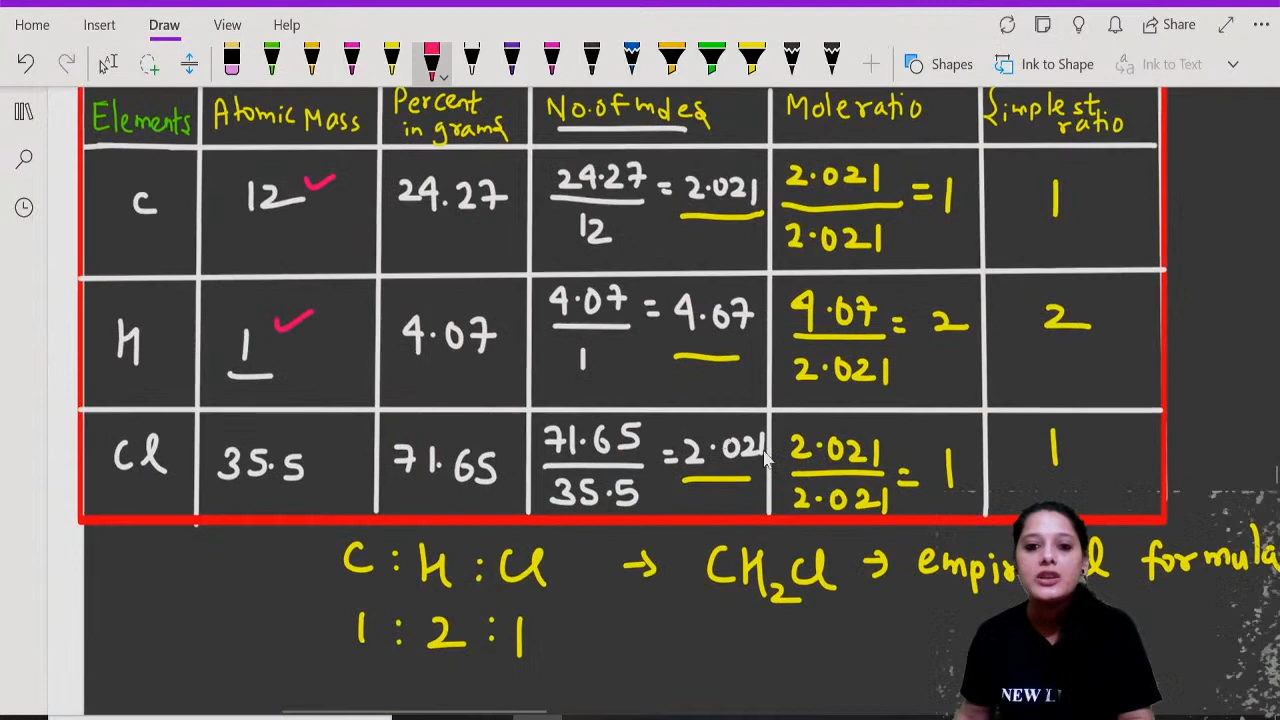 Home Insert Draw View Help Share
Shapes Ink to Shape Ink to Text
Elements Atomic Mass Percent in grams No. of moles Mole ratio Simplest ratio
C 12 24.27 24.27/12 = 2.021 2.021/2.021 = 1 1
H 1 4.07 4.07/1 = 4.07 4.07/2.021 = 2 2
Cl 35.5 71.65 71.65/35.5 = 2.021 2.021/2.021 = 1 1
C : H : Cl → CH₂Cl → empirical formula
1 : 2 : 1
NEW